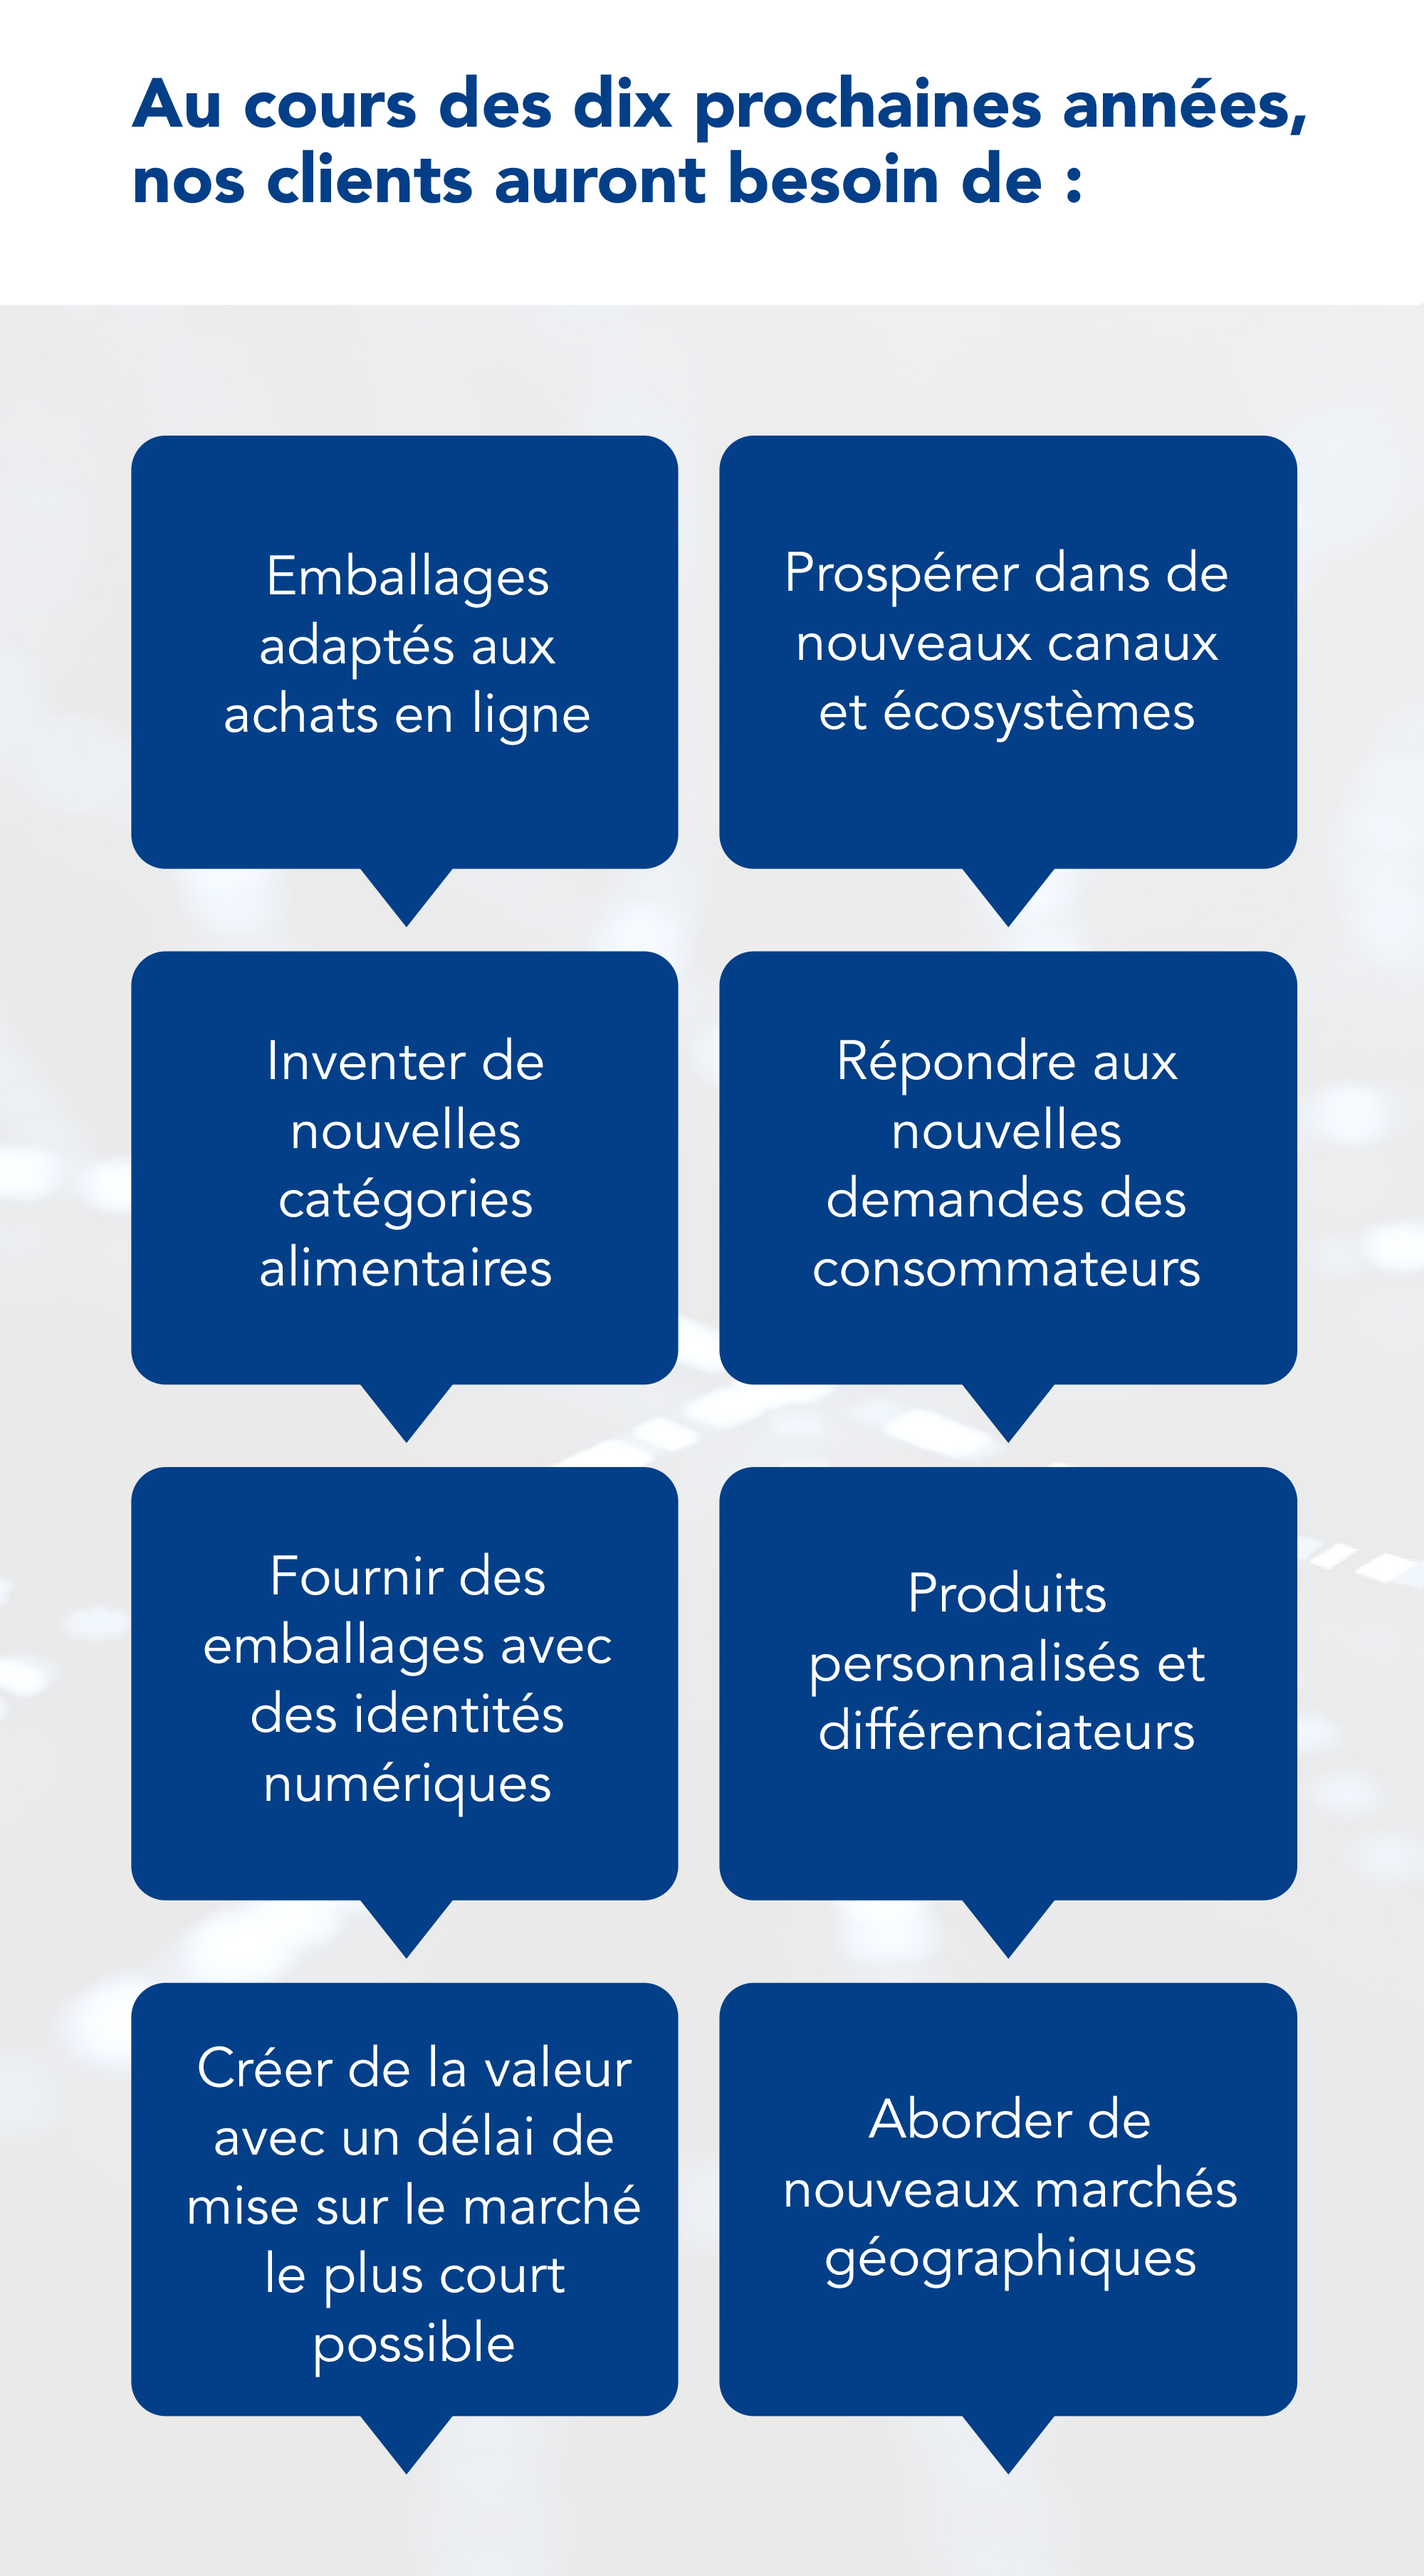 Au cours des dix prochaines années,
nos clients auront besoin de :
Emballages
adaptés aux
achats en ligne
Prospérer dans de
nouveaux canaux
et écosystèmes
Inventer de
nouvelles
catégories
alimentaires
Répondre aux
nouvelles
demandes des
consommateurs
Fournir des
emballages avec
des identités
numériques
Produits
personnalisés et
différenciateurs
Créer de la valeur
avec un délai de
mise sur le marché
le plus court
possible
Aborder de
nouveaux marchés
géographiques